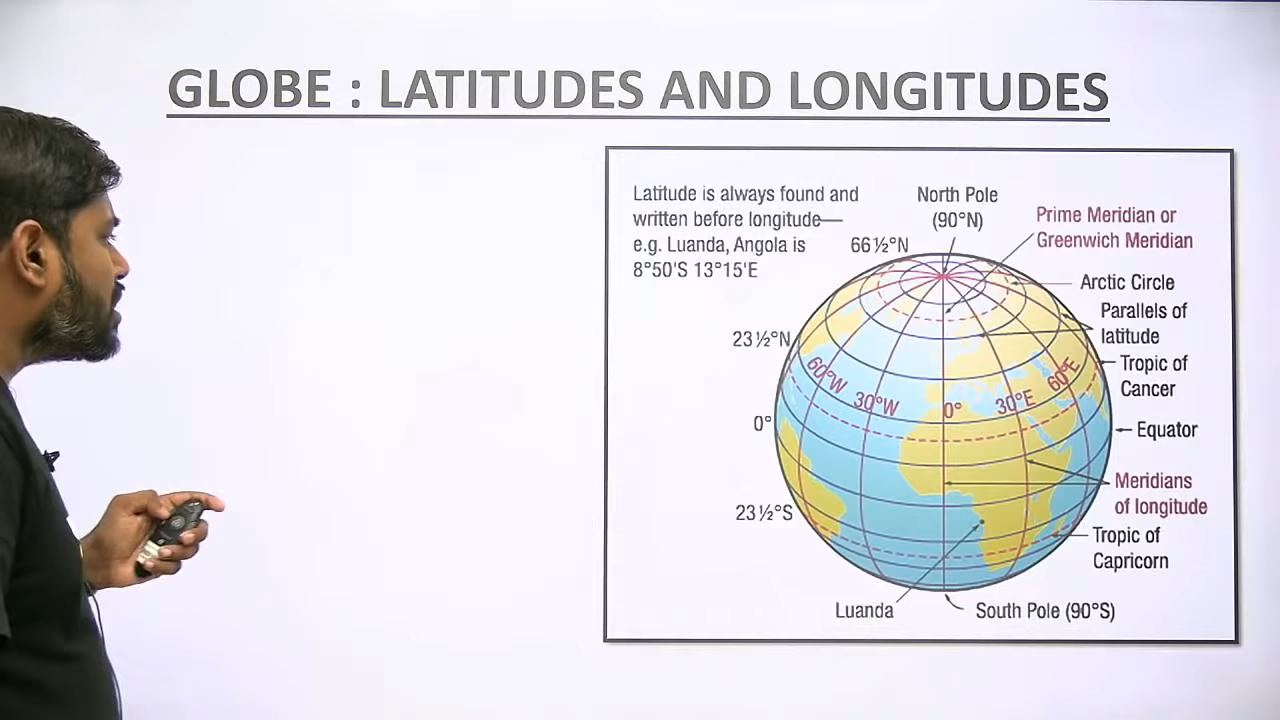 GLOBE : LATITUDES AND LONGITUDES
Latitude is always found and
written before longitude—
e.g. Luanda, Angola is
8°50'S 13°15'E
North Pole
(90°N)
Prime Meridian or
Greenwich Meridian
66½°N
Arctic Circle
Parallels of
latitude
23½°N
Tropic of
Cancer
60°W
30°W
0°
30°E
60°E
0°
Equator
Meridians
of longitude
23½°S
Tropic of
Capricorn
Luanda
South Pole (90°S)